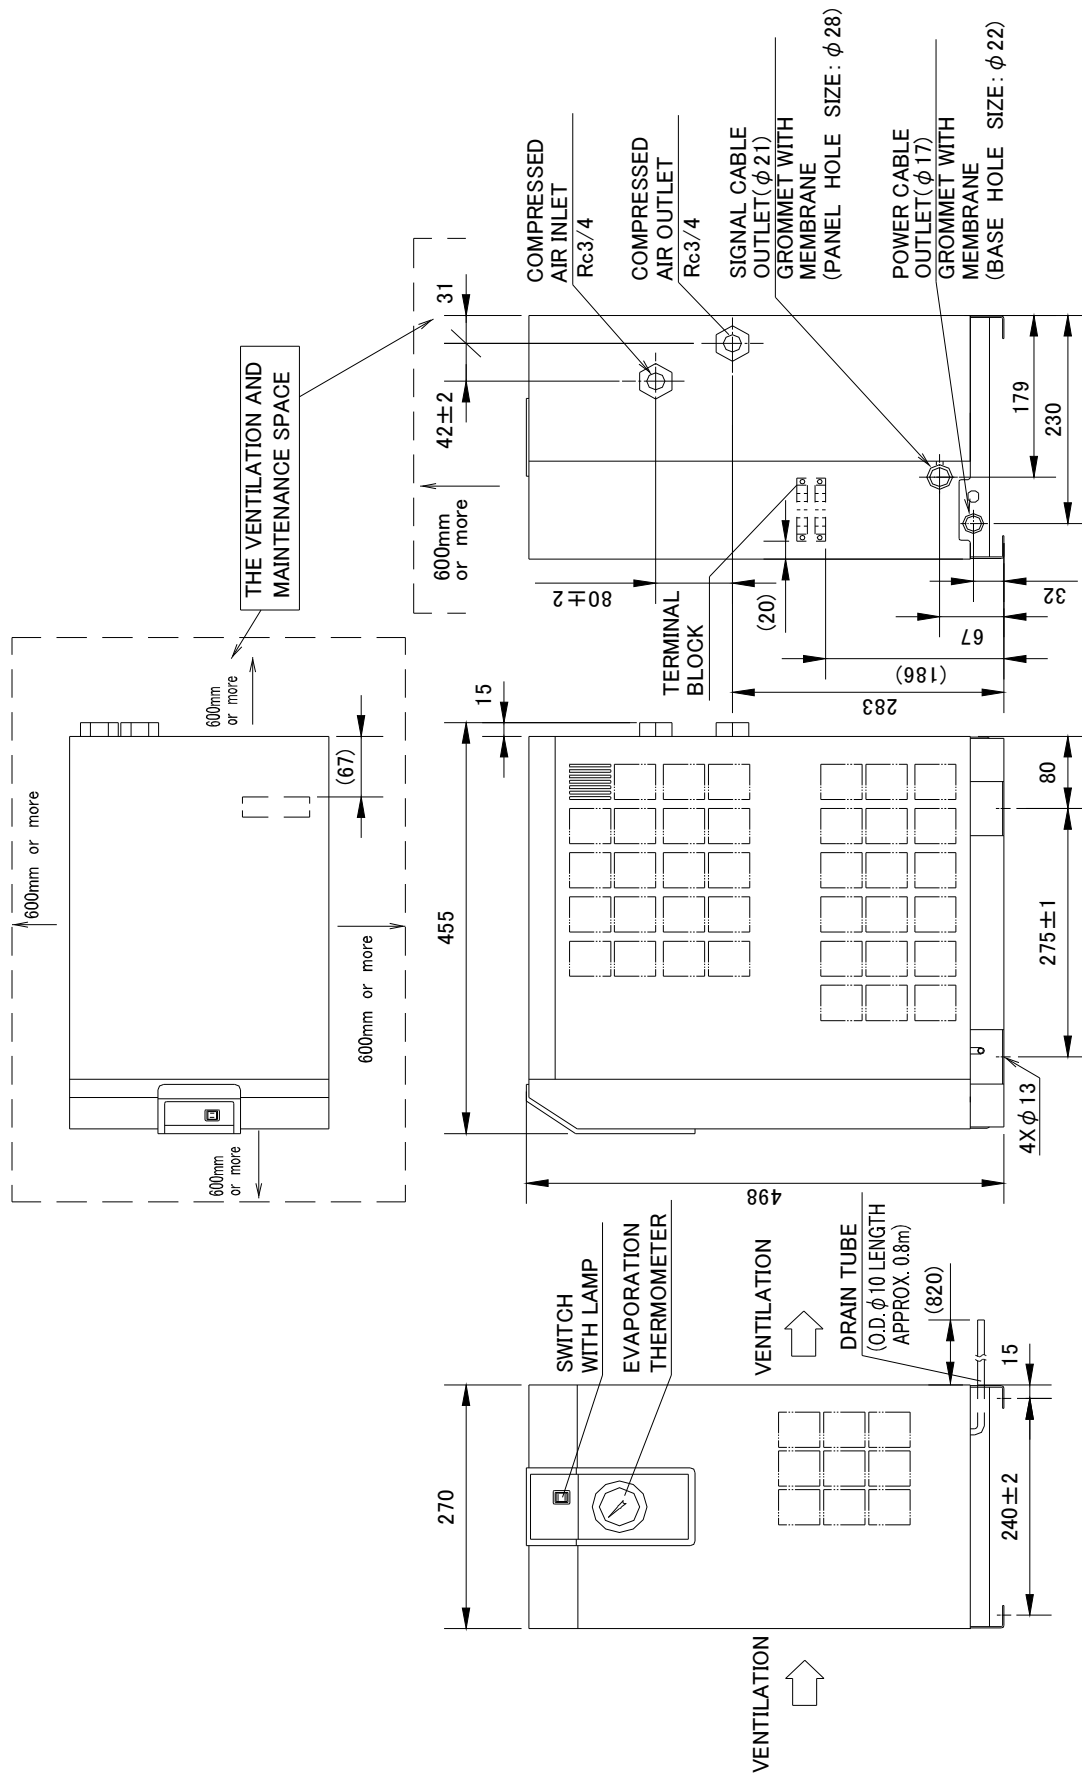 THE VENTILATION AND
MAINTENANCE SPACE
600mm or more
600mm
or more
600mm or more
600mm
or more
(67)
270
SWITCH
WITH LAMP
EVAPORATION
THERMOMETER
VENTILATION
VENTILATION
DRAIN TUBE
(O.D.φ10 LENGTH
APPROX. 0.8m)
(820)
15
240±2
455
15
498
4Xφ13
275±1
80
600mm
or more
42±2
31
80±2
283
(186)
67
32
(20)
TERMINAL
BLOCK
179
230
COMPRESSED
AIR INLET
Rc3/4
COMPRESSED
AIR OUTLET
Rc3/4
SIGNAL CABLE
OUTLET(φ21)
GROMMET WITH
MEMBRANE
(PANEL HOLE SIZE: φ28)
POWER CABLE
OUTLET(φ17)
GROMMET WITH
MEMBRANE
(BASE HOLE SIZE: φ22)